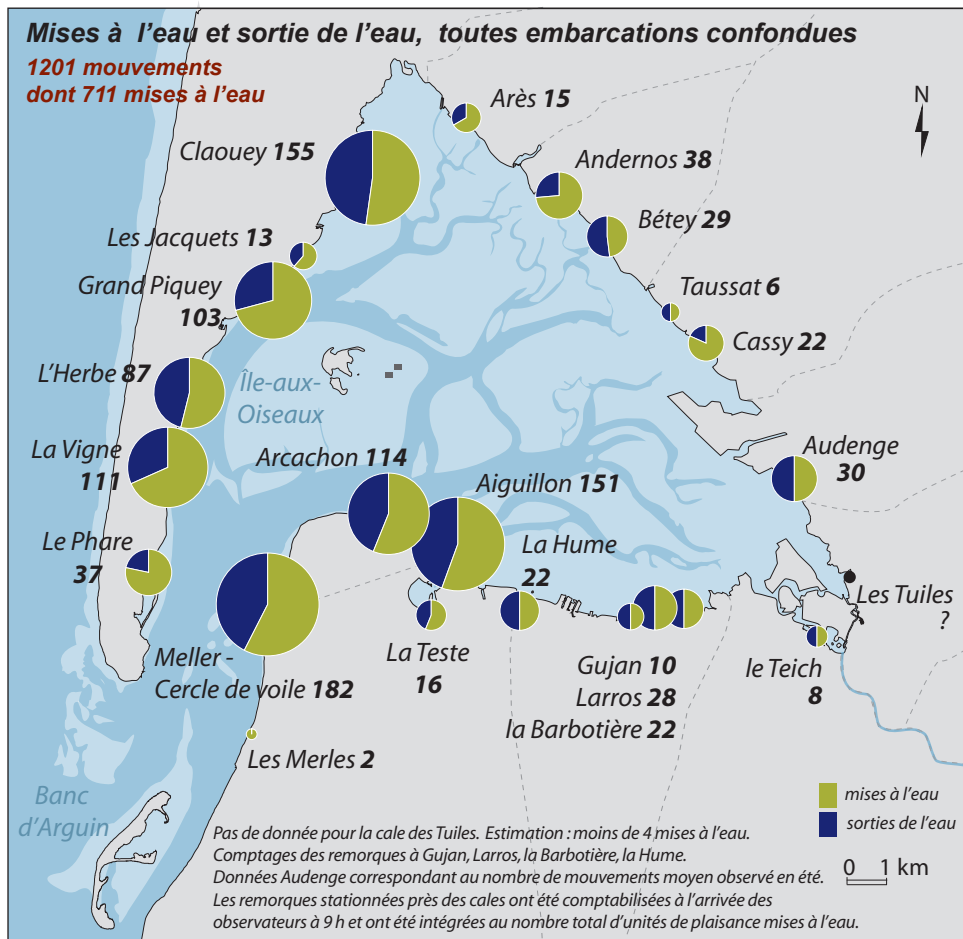 Mises à l'eau et sortie de l'eau, toutes embarcations confondues
1201 mouvements
dont 711 mises à l'eau
N
Arès 15
Claouey 155
Andernos 38
Bétey 29
Les Jacquets 13
Grand Piquey
103
Taussat 6
Cassy 22
L'Herbe 87
Île-aux-
Oiseaux
La Vigne
111
Arcachon 114
Audenge
30
Aiguillon 151
Le Phare
37
La Hume
22
Les Tuiles
?
Meller -
Cercle de voile 182
La Teste
16
Gujan 10
Larros 28
la Barbotière 22
le Teich
8
Les Merles 2
Banc
d'Arguin
mises à l'eau
sorties de l'eau
Pas de donnée pour la cale des Tuiles. Estimation : moins de 4 mises à l'eau.
Comptages des remorques à Gujan, Larros, la Barbotière, la Hume.
Données Audenge correspondant au nombre de mouvements moyen observé en été.
Les remorques stationnées près des cales ont été comptabilisées à l'arrivée des
observateurs à 9 h et ont été intégrées au nombre total d'unités de plaisance mises à l'eau.
0 1 km